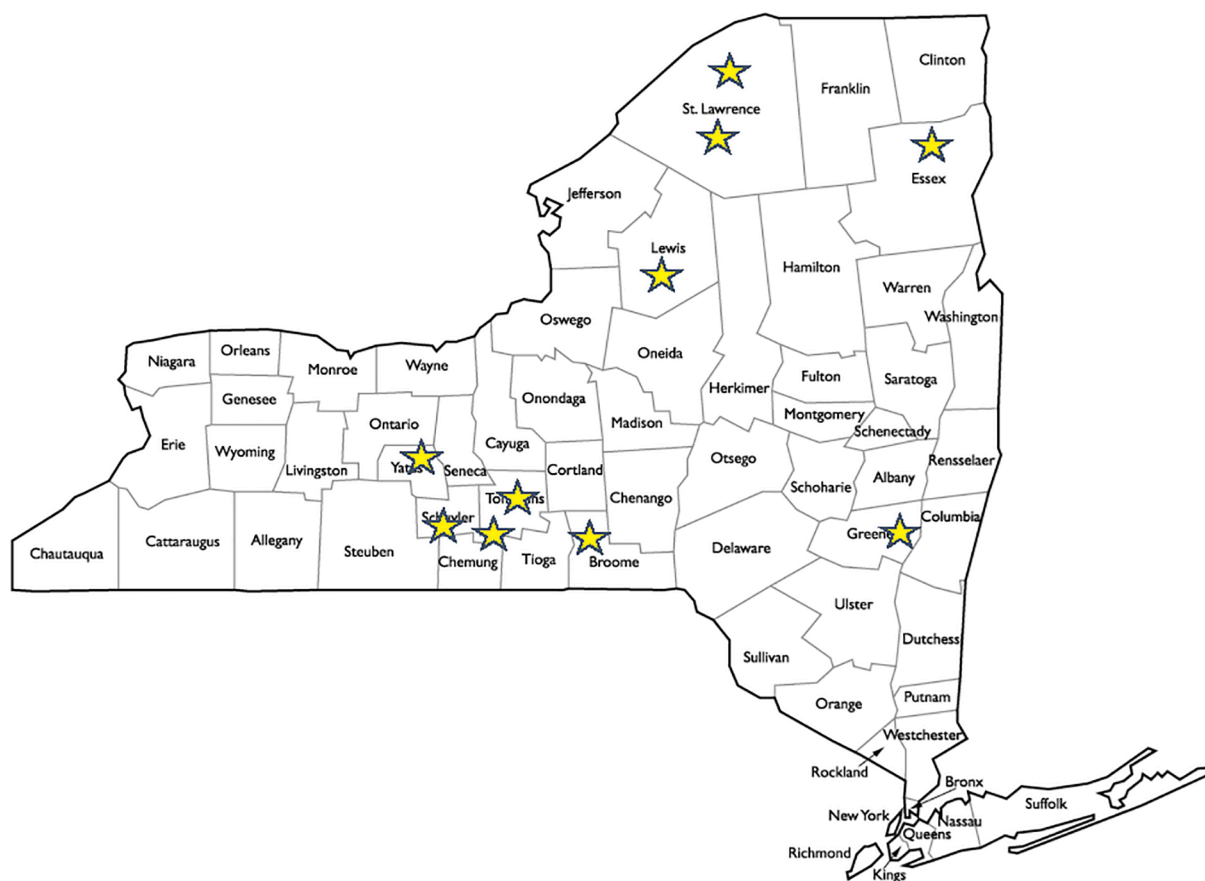 Clinton
Franklin
St. Lawrence
Essex
Jefferson
Lewis
Hamilton
Warren
Washington
Oswego
Oneida
Herkimer
Fulton
Saratoga
Montgomery
Schenectady
Niagara
Orleans
Monroe
Wayne
Genesee
Onondaga
Madison
Ontario
Erie
Wyoming
Livingston
Cayuga
Seneca
Cortland
Chenango
Otsego
Schoharie
Albany
Rensselaer
Columbia
Chautauqua
Cattaraugus
Allegany
Steuben
Chemung
Tioga
Broome
Delaware
Greene
Ulster
Dutchess
Sullivan
Orange
Putnam
Westchester
Rockland
Bronx
New York
Nassau
Suffolk
Queens
Richmond
Kings